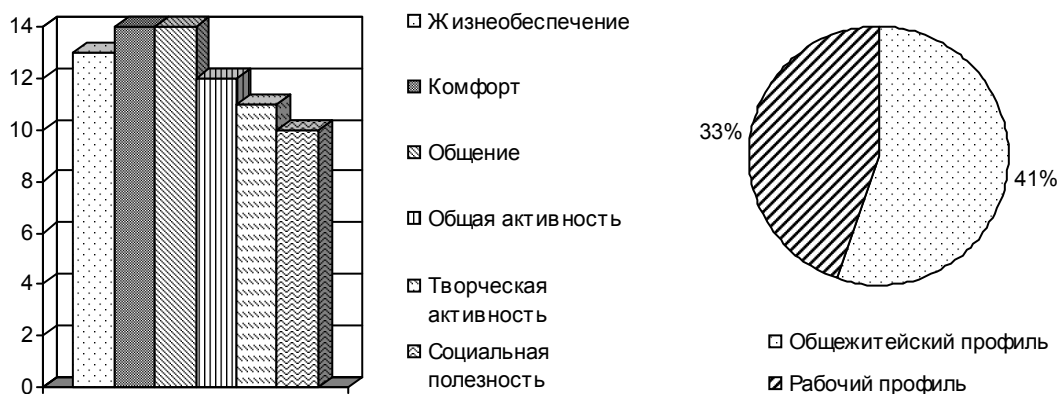 14
12
10
8
6
4
2
0
Жизнеобеспечение
Комфорт
Общение
Общая активность
Творческая
активность
Социальная
полезность
33%
41%
Общежитейский профиль
Рабочий профиль